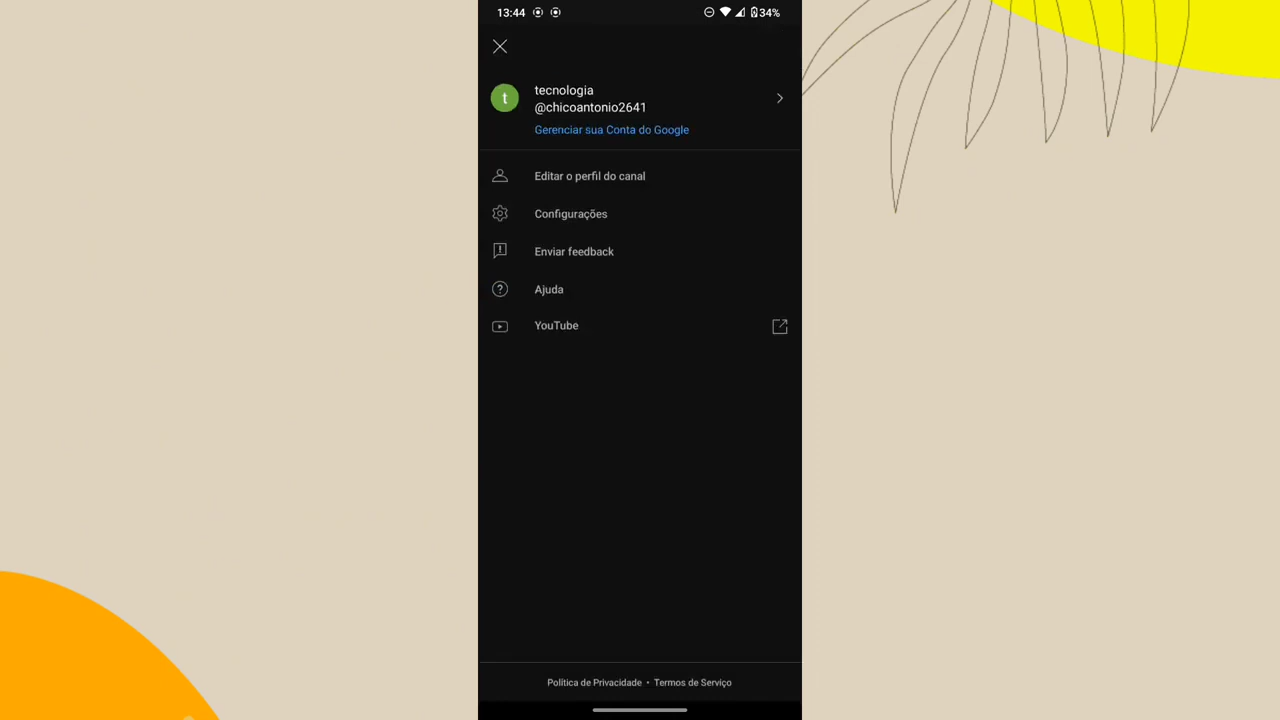 13:44
34%
t
tecnologia
@chicoantonio2641
Gerenciar sua Conta do Google
Editar o perfil do canal
Configurações
Enviar feedback
Ajuda
YouTube
Política de Privacidade • Termos de Serviço